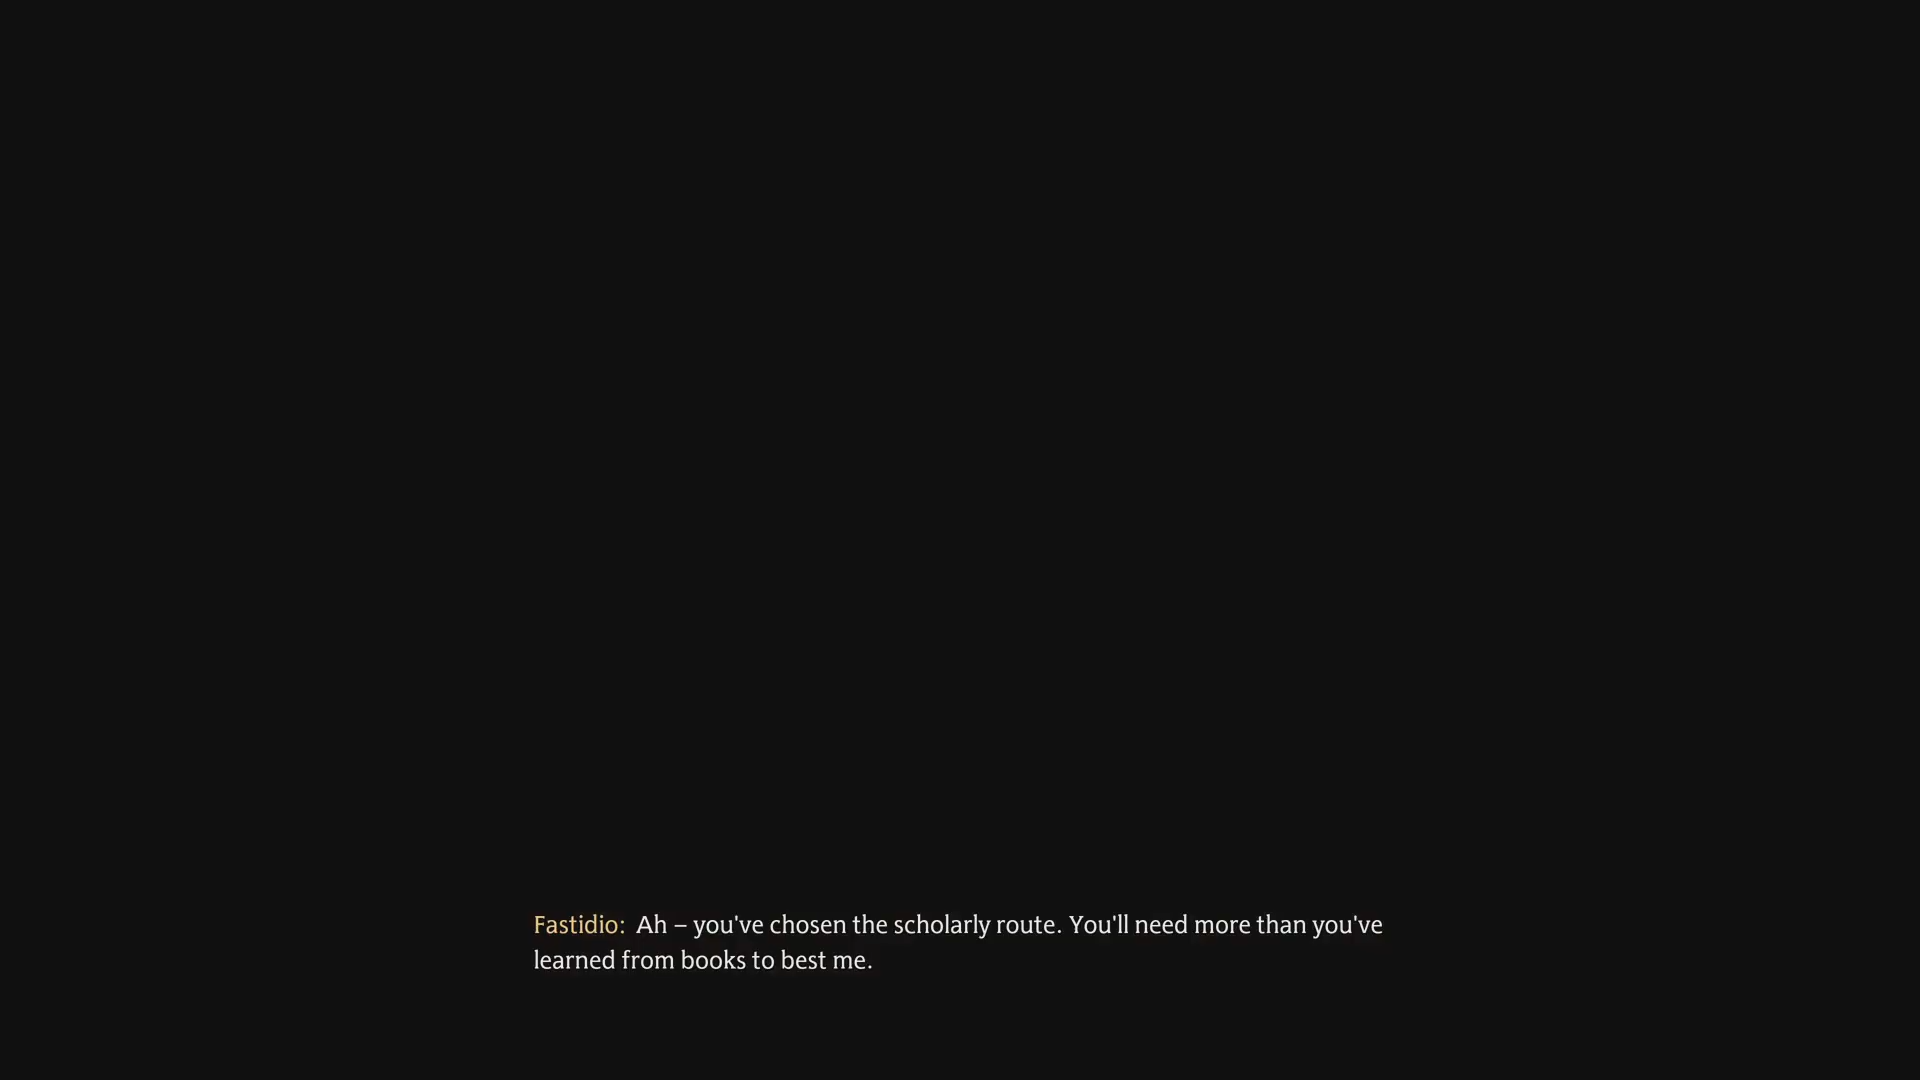 Fastidio: Ah – you've chosen the scholarly route. You'll need more than you've
learned from books to best me.